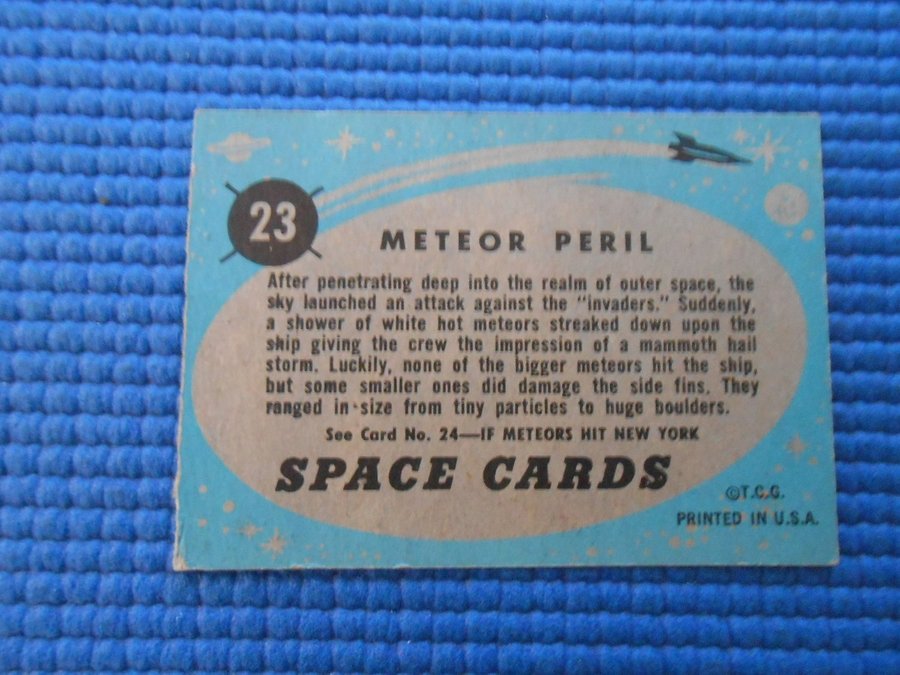 23
METEOR PERIL
After penetrating deep into the realm of outer space, the
sky launched an attack against the "invaders." Suddenly,
a shower of white hot meteors streaked down upon the
ship giving the crew the impression of a mammoth hail
storm. Luckily, none of the bigger meteors hit the ship,
but some smaller ones did damage the side fins. They
ranged in size from tiny particles to huge boulders.
See Card No. 24—IF METEORS HIT NEW YORK
SPACE CARDS
©T.C.G.
PRINTED IN U.S.A.